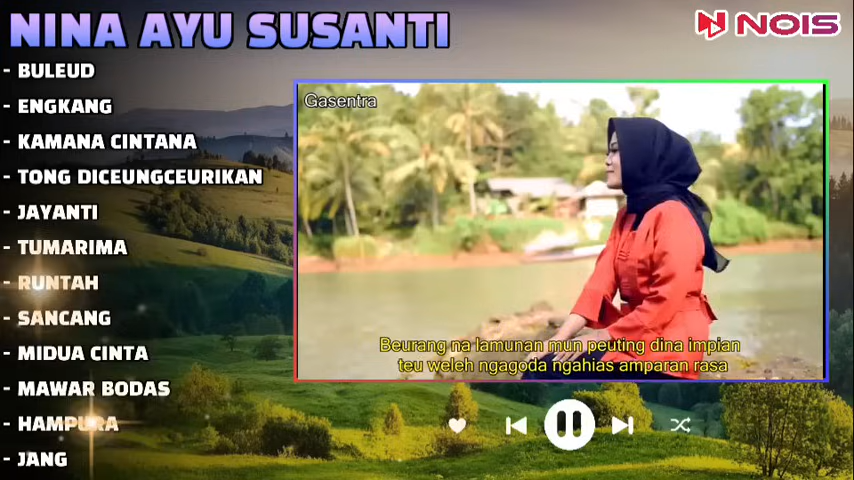 NINA AYU SUSANTI
NOIS
- BULEUD
- ENGKANG
- KAMANA CINTANA
- TONG DICEUNGCEURIKAN
- JAYANTI
- TUMARIMA
- RUNTAH
- SANCANG
- MIDUA CINTA
- MAWAR BODAS
- HAMPURA
- JANG
Gasentra
Beurang na lamunan mun peuting dina impian
teu weleh ngagoda ngahias amparan rasa